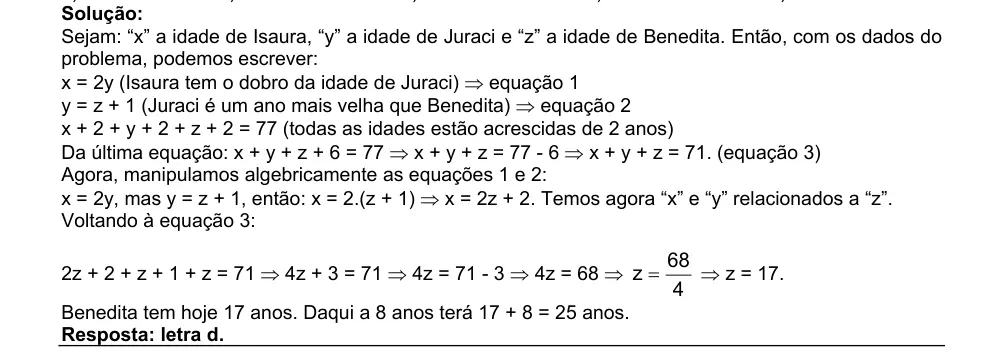 Solução:
Sejam: “x” a idade de Isaura, “y” a idade de Juraci e “z” a idade de Benedita. Então, com os dados do
problema, podemos escrever:
x = 2y (Isaura tem o dobro da idade de Juraci) ⇒ equação 1
y = z + 1 (Juraci é um ano mais velha que Benedita) ⇒ equação 2
x + 2 + y + 2 + z + 2 = 77 (todas as idades estão acrescidas de 2 anos)
Da última equação: x + y + z + 6 = 77 ⇒ x + y + z = 77 - 6 ⇒ x + y + z = 71. (equação 3)
Agora, manipulamos algebricamente as equações 1 e 2:
x = 2y, mas y = z + 1, então: x = 2.(z + 1) ⇒ x = 2z + 2. Temos agora “x” e “y” relacionados a “z”.
Voltando à equação 3:
2z + 2 + z + 1 + z = 71 ⇒ 4z + 3 = 71 ⇒ 4z = 71 - 3 ⇒ 4z = 68 ⇒ z = 68/4 ⇒ z = 17.
Benedita tem hoje 17 anos. Daqui a 8 anos terá 17 + 8 = 25 anos.
Resposta: letra d.